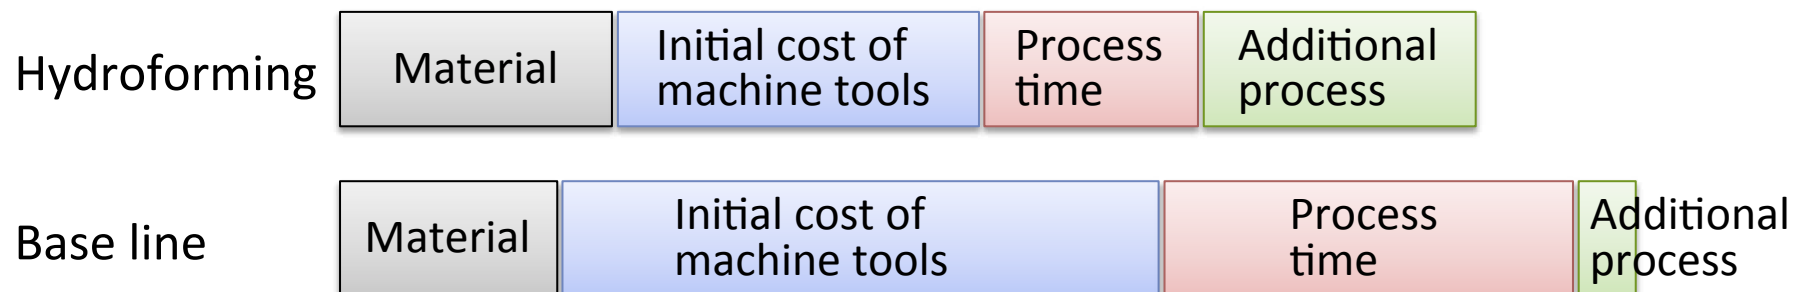 Hydroforming
Material
Initial cost of
machine tools
Process
time
Additional
process
Base line
Material
Initial cost of
machine tools
Process
time
Additional
process